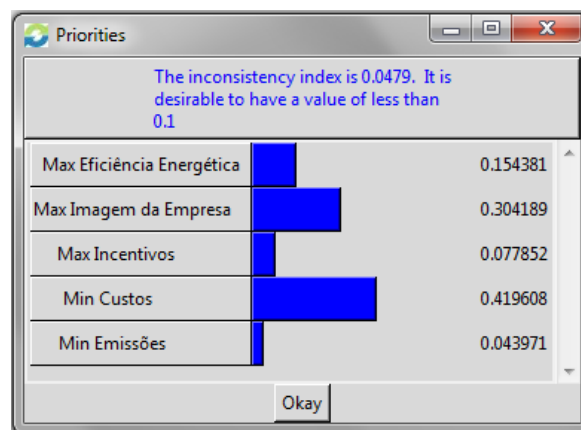 Priorities
The inconsistency index is 0.0479. It is
desirable to have a value of less than
0.1
Max Eficiência Energética 0.154381
Max Imagem da Empresa 0.304189
Max Incentivos 0.077852
Min Custos 0.419608
Min Emissões 0.043971
Okay